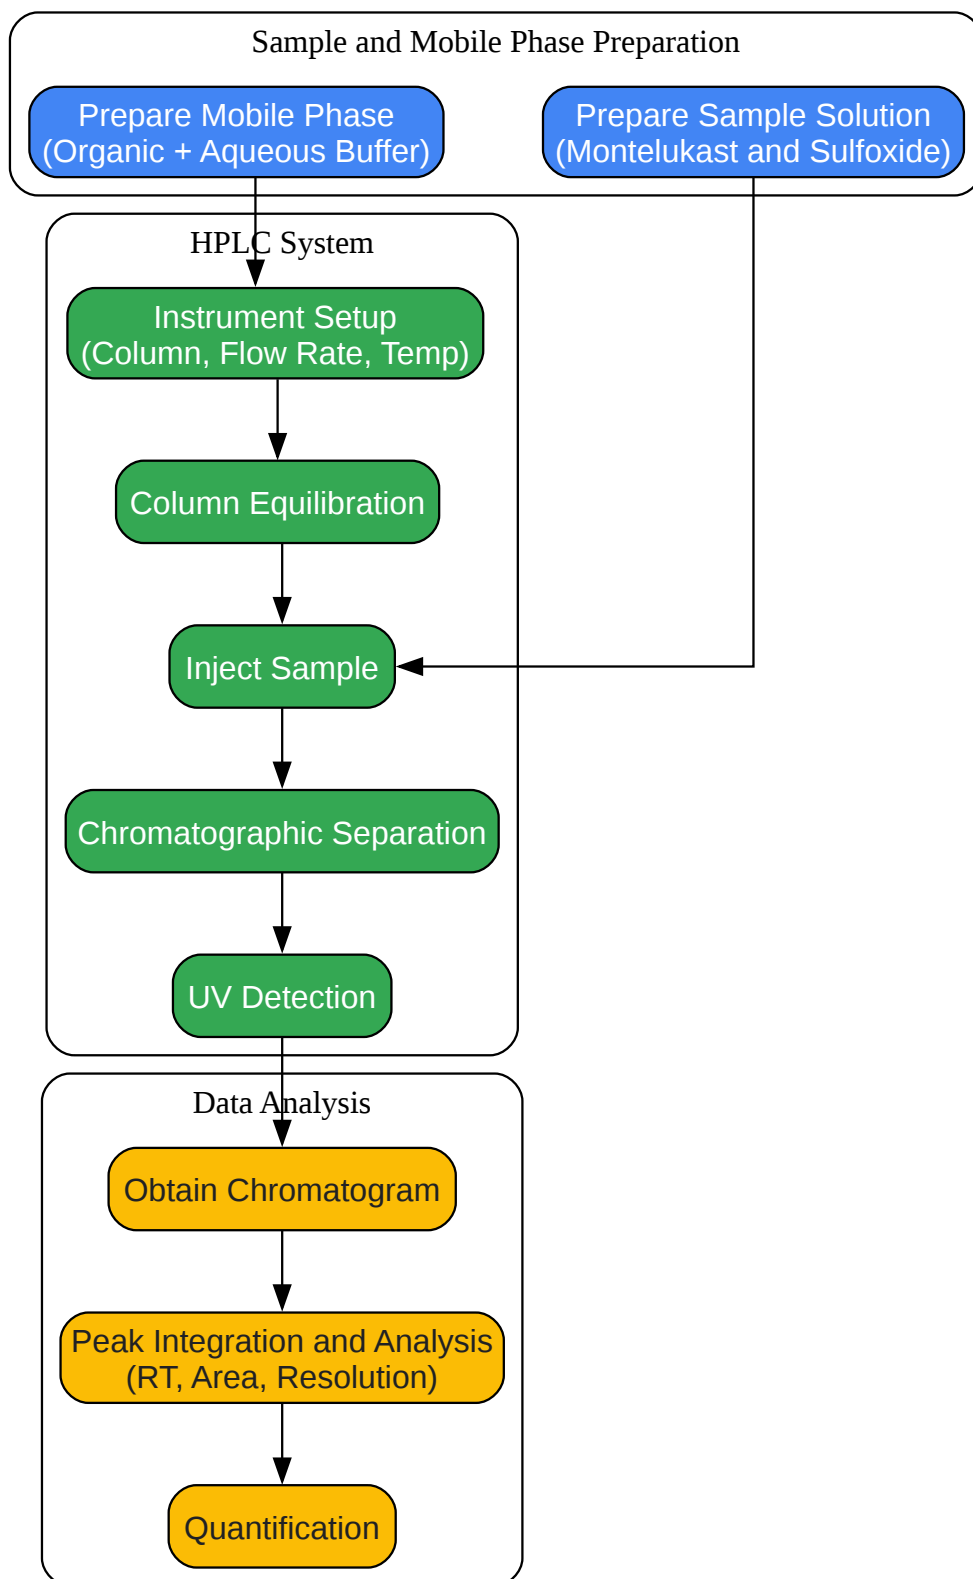 Sample and Mobile Phase Preparation
Prepare Mobile Phase
(Organic + Aqueous Buffer)
Prepare Sample Solution
(Montelukast and Sulfoxide)
HPLC System
Instrument Setup
(Column, Flow Rate, Temp)
Column Equilibration
Inject Sample
Chromatographic Separation
UV Detection
Data Analysis
Obtain Chromatogram
Peak Integration and Analysis
(RT, Area, Resolution)
Quantification